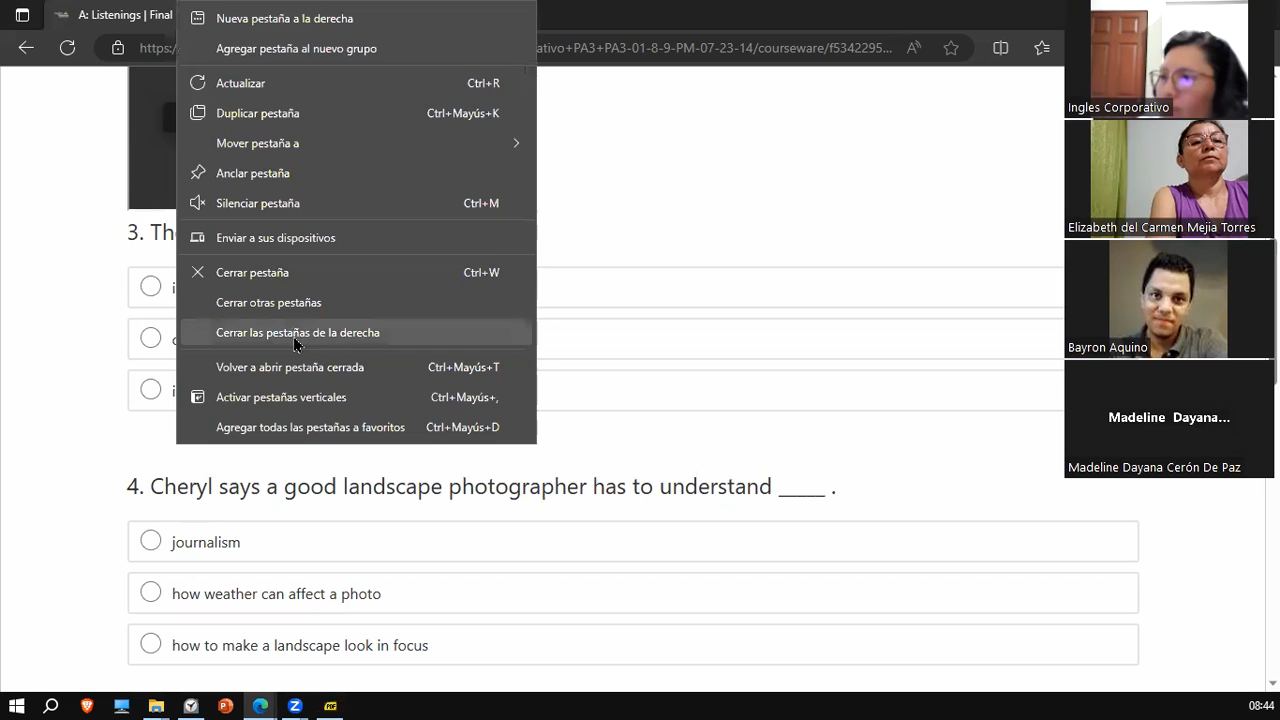 A: Listenings | Final
https:/
ativo+PA3+PA3-01-8-9-PM-07-23-14/courseware/f5342295...
Nueva pestaña a la derecha
Agregar pestaña al nuevo grupo
Actualizar Ctrl+R
Duplicar pestaña Ctrl+Mayús+K
Mover pestaña a
Anclar pestaña
Silenciar pestaña Ctrl+M
Enviar a sus dispositivos
Cerrar pestaña Ctrl+W
Cerrar otras pestañas
Cerrar las pestañas de la derecha
Volver a abrir pestaña cerrada Ctrl+Mayús+T
Activar pestañas verticales Ctrl+Mayús+,
Agregar todas las pestañas a favoritos Ctrl+Mayús+D
3. Th
4. Cheryl says a good landscape photographer has to understand _____ .
journalism
how weather can affect a photo
how to make a landscape look in focus
Ingles Corporativo
Elizabeth del Carmen Mejia Torres
Bayron Aquino
Madeline Dayana...
Madeline Dayana Cerón De Paz
08:44